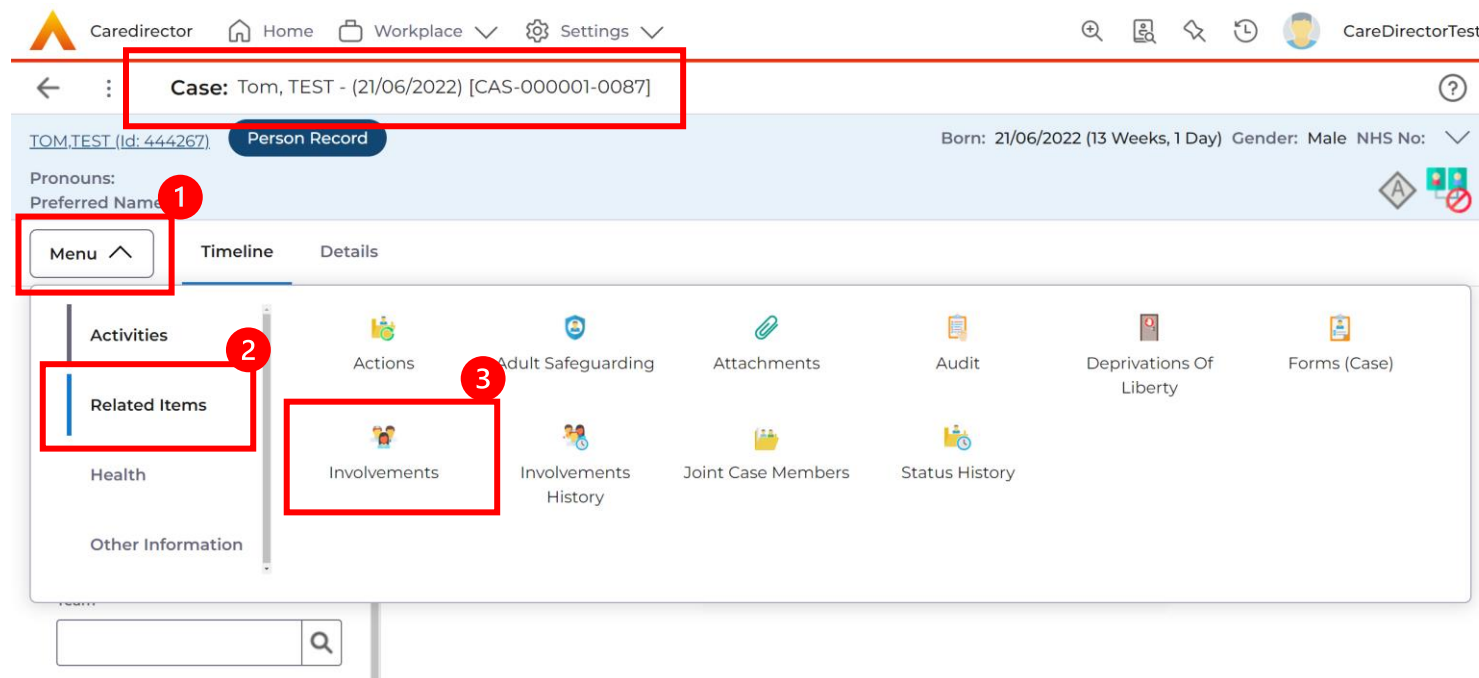 Caredirector Home Workplace Settings CareDirectorTest
Case: Tom, TEST - (21/06/2022) [CAS-000001-0087]
TOM,TEST (Id: 444267) Person Record Born: 21/06/2022 (13 Weeks, 1 Day) Gender: Male NHS No:
Pronouns:
Preferred Name
1
Menu Timeline Details
Activities
2
Actions Adult Safeguarding Attachments Audit Deprivations Of Forms (Case)
Liberty
3
Related Items
Health
Involvements Involvements Joint Case Members Status History
History
Other Information
Team